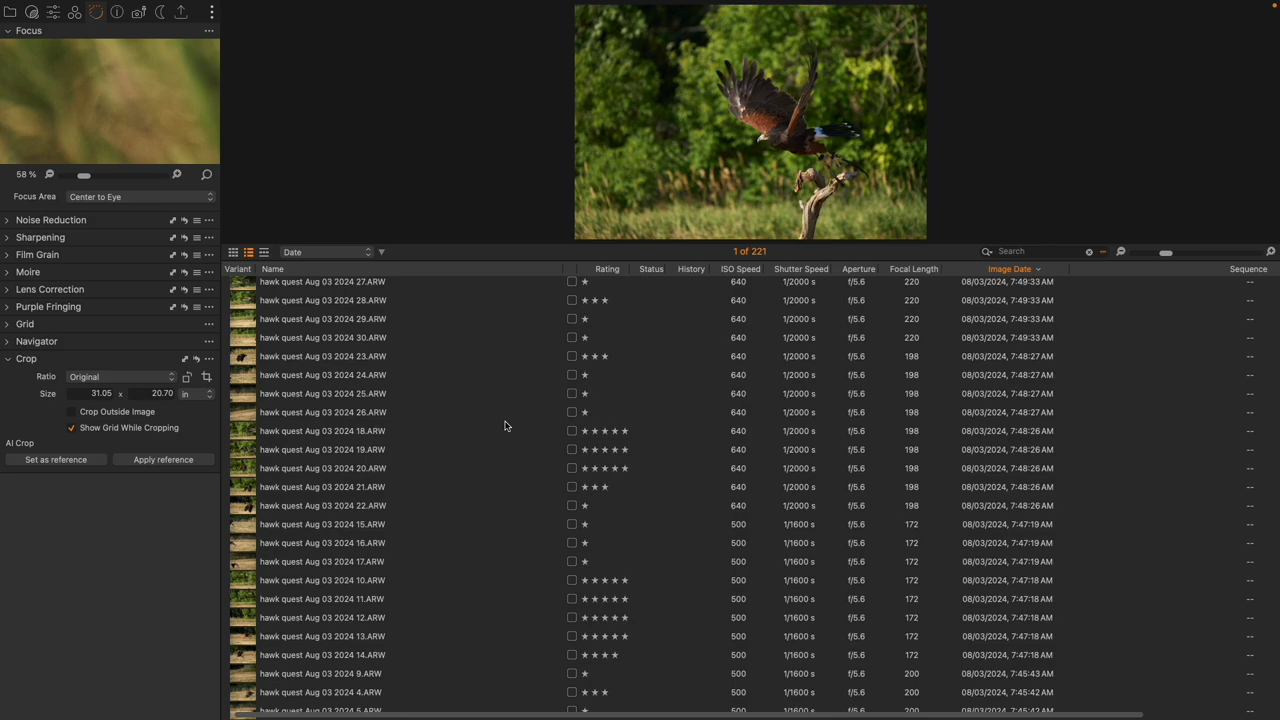 Focus
58 %
Focus Area Center to Eye
Noise Reduction
Sharpening
Film Grain
Moire
Lens Correction
Purple Fringing
Grid
Navigator
Crop
Ratio Original
Size 31.05 x 20.70 in
Crop Outside Image
Show Grid While Cropping
AI Crop
Set as reference Apply reference
Date 1 of 221 Search
Variant Name Rating Status History ISO Speed Shutter Speed Aperture Focal Length Image Date Sequence
hawk quest Aug 03 2024 27.ARW ★ 640 1/2000 s f/5.6 220 08/03/2024, 7:49:33 AM --
hawk quest Aug 03 2024 28.ARW ★ ★ ★ 640 1/2000 s f/5.6 220 08/03/2024, 7:49:33 AM --
hawk quest Aug 03 2024 29.ARW ★ 640 1/2000 s f/5.6 220 08/03/2024, 7:49:33 AM --
hawk quest Aug 03 2024 30.ARW ★ 640 1/2000 s f/5.6 220 08/03/2024, 7:49:33 AM --
hawk quest Aug 03 2024 23.ARW ★ ★ ★ 640 1/2000 s f/5.6 198 08/03/2024, 7:48:27 AM --
hawk quest Aug 03 2024 24.ARW ★ 640 1/2000 s f/5.6 198 08/03/2024, 7:48:27 AM --
hawk quest Aug 03 2024 25.ARW ★ 640 1/2000 s f/5.6 198 08/03/2024, 7:48:27 AM --
hawk quest Aug 03 2024 26.ARW ★ 640 1/2000 s f/5.6 198 08/03/2024, 7:48:27 AM --
hawk quest Aug 03 2024 18.ARW ★ ★ ★ ★ ★ 640 1/2000 s f/5.6 198 08/03/2024, 7:48:26 AM --
hawk quest Aug 03 2024 19.ARW ★ ★ ★ ★ ★ 640 1/2000 s f/5.6 198 08/03/2024, 7:48:26 AM --
hawk quest Aug 03 2024 20.ARW ★ ★ ★ ★ ★ 640 1/2000 s f/5.6 198 08/03/2024, 7:48:26 AM --
hawk quest Aug 03 2024 21.ARW ★ ★ ★ 640 1/2000 s f/5.6 198 08/03/2024, 7:48:26 AM --
hawk quest Aug 03 2024 22.ARW ★ 640 1/2000 s f/5.6 198 08/03/2024, 7:48:26 AM --
hawk quest Aug 03 2024 15.ARW ★ 500 1/1600 s f/5.6 172 08/03/2024, 7:47:19 AM --
hawk quest Aug 03 2024 16.ARW ★ 500 1/1600 s f/5.6 172 08/03/2024, 7:47:19 AM --
hawk quest Aug 03 2024 17.ARW ★ 500 1/1600 s f/5.6 172 08/03/2024, 7:47:19 AM --
hawk quest Aug 03 2024 10.ARW ★ ★ ★ ★ ★ 500 1/1600 s f/5.6 172 08/03/2024, 7:47:18 AM --
hawk quest Aug 03 2024 11.ARW ★ ★ ★ ★ ★ 500 1/1600 s f/5.6 172 08/03/2024, 7:47:18 AM --
hawk quest Aug 03 2024 12.ARW ★ ★ ★ ★ ★ 500 1/1600 s f/5.6 172 08/03/2024, 7:47:18 AM --
hawk quest Aug 03 2024 13.ARW ★ ★ ★ ★ ★ 500 1/1600 s f/5.6 172 08/03/2024, 7:47:18 AM --
hawk quest Aug 03 2024 14.ARW ★ ★ ★ ★ 500 1/1600 s f/5.6 172 08/03/2024, 7:47:18 AM --
hawk quest Aug 03 2024 9.ARW ★ 500 1/1600 s f/5.6 200 08/03/2024, 7:45:43 AM --
hawk quest Aug 03 2024 4.ARW ★ ★ ★ 500 1/1600 s f/5.6 200 08/03/2024, 7:45:42 AM --
hawk quest Aug 03 2024 5.ARW ★ 500 1/1600 s f/5.6 200 08/03/2024, 7:45:42 AM --